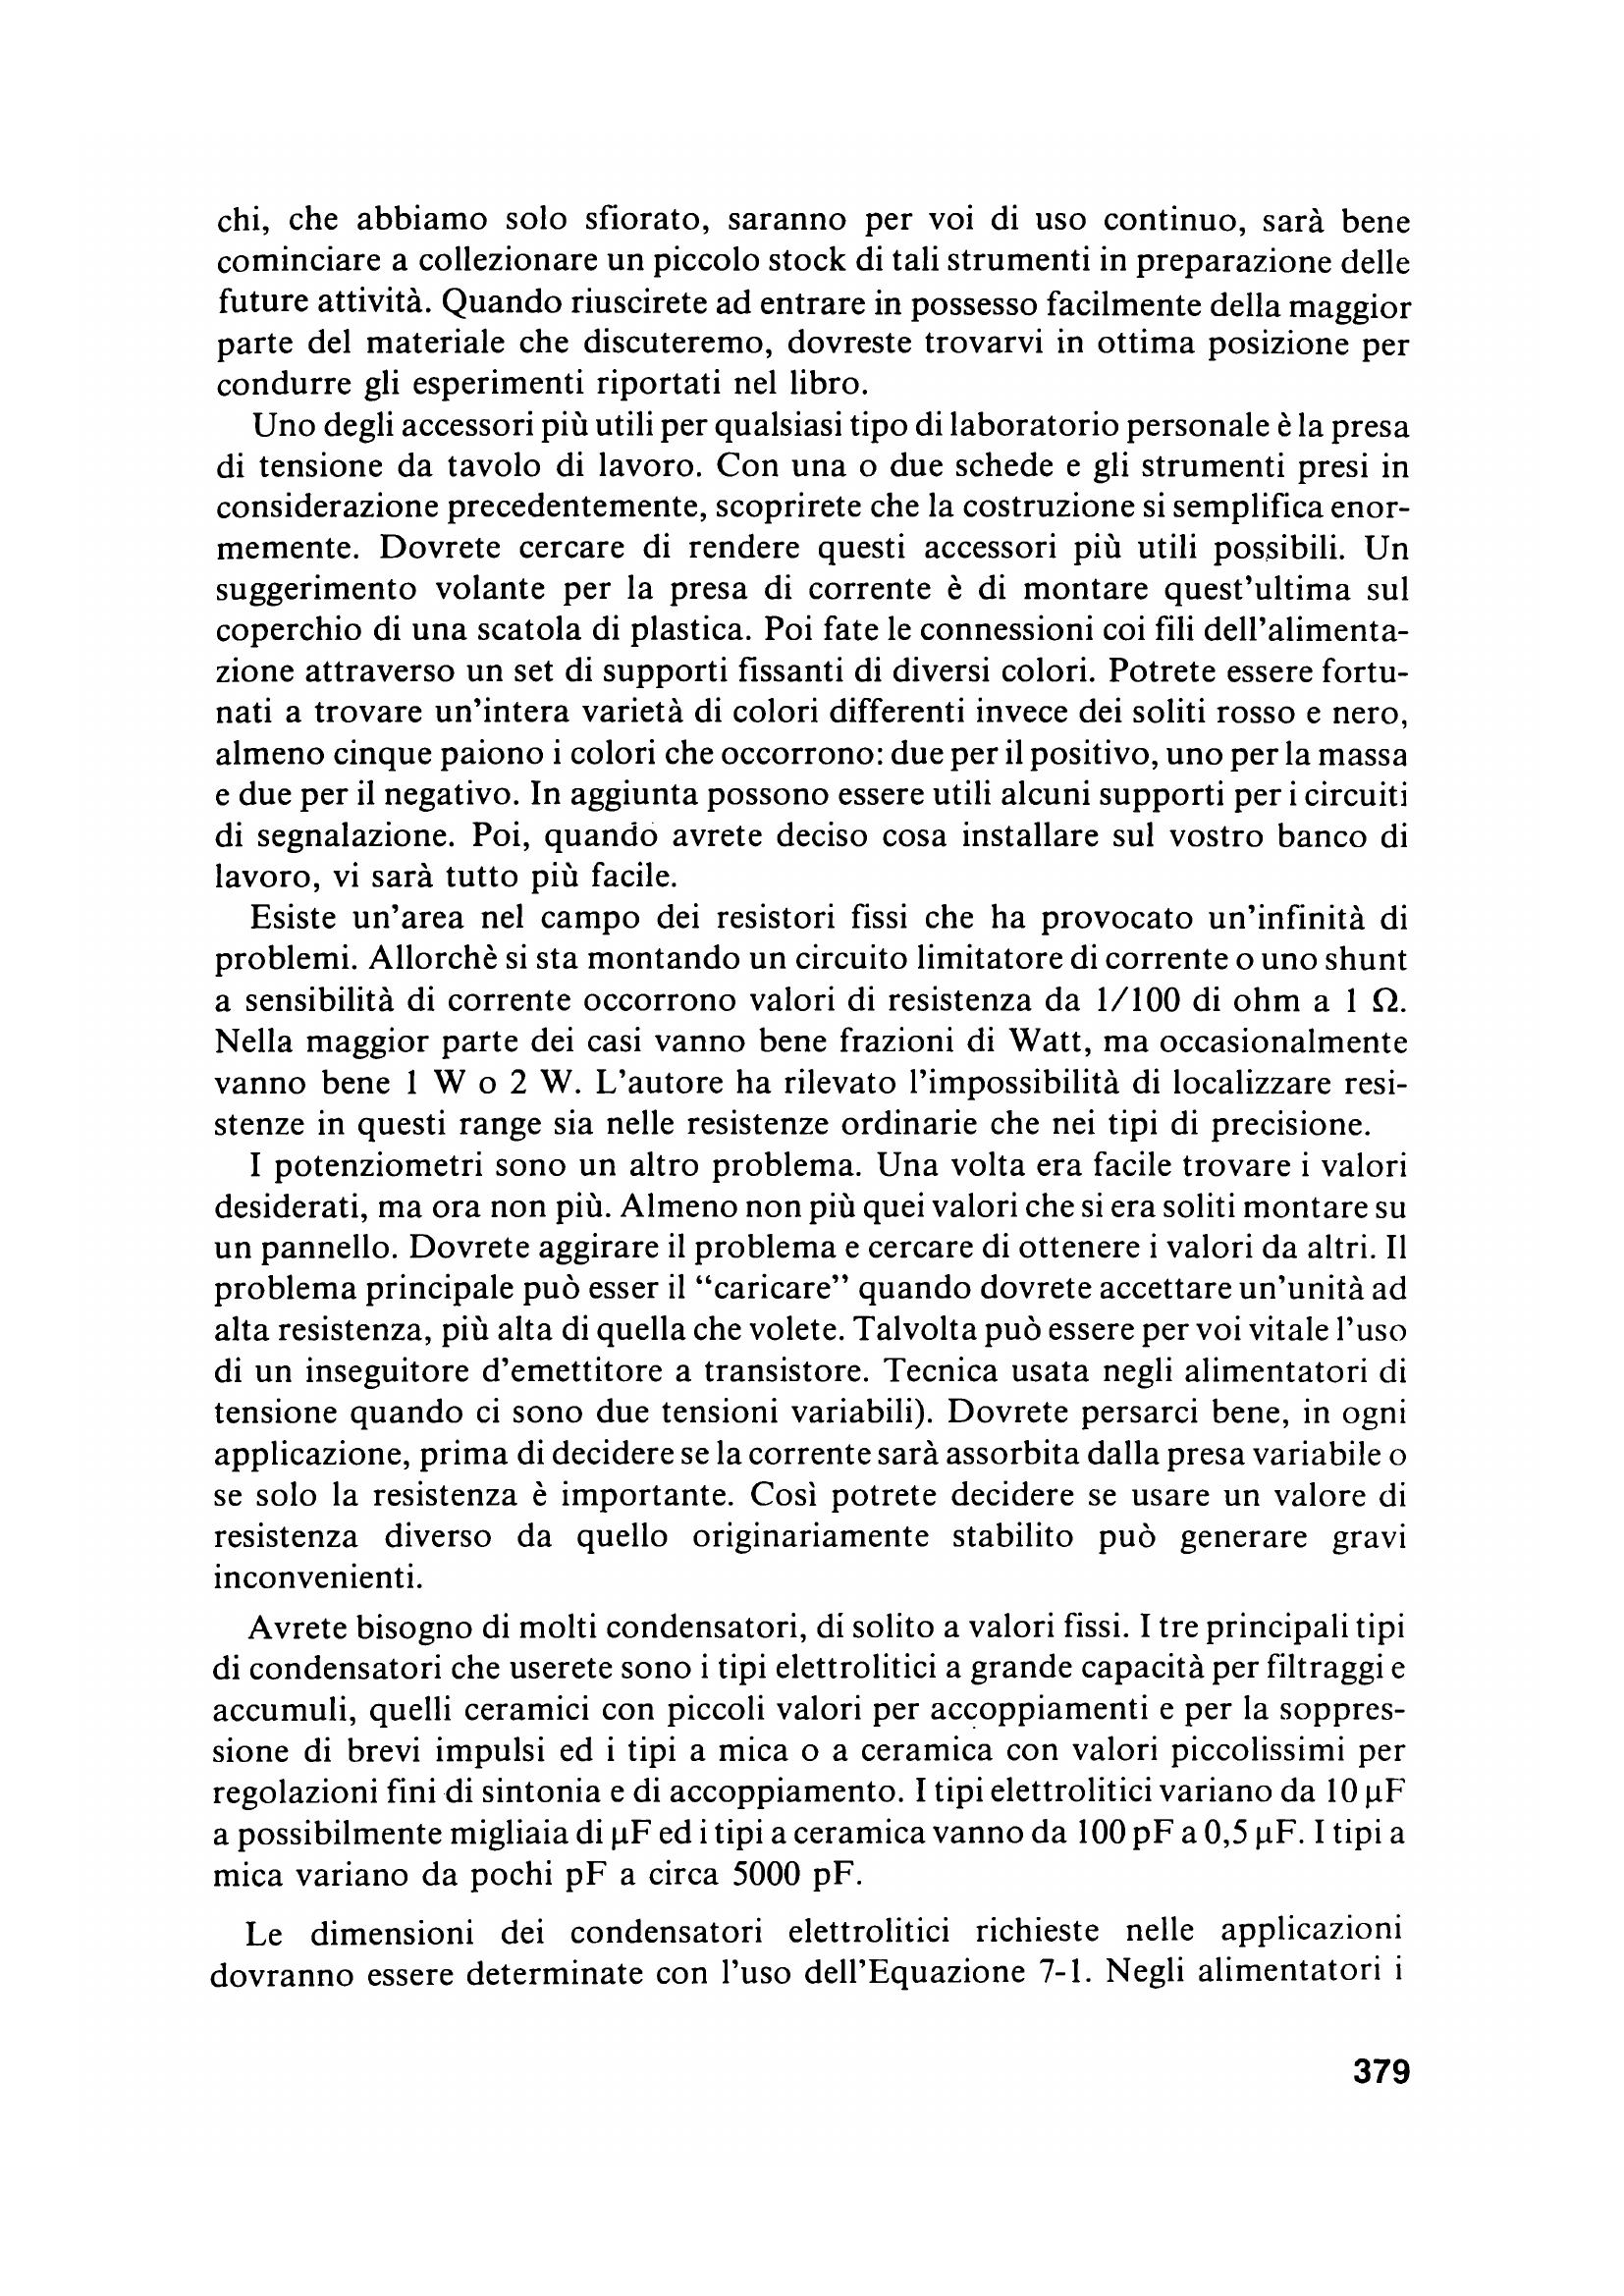 chi, che abbiamo solo sfiorato, saranno per voi di uso continuo, sarà bene
cominciare a collezionare un piccolo stock di tali strumenti in preparazione delle
future attività. Quando riuscirete ad entrare in possesso facilmente della maggior
parte del materiale che discuteremo, dovreste trovarvi in ottima posizione per
condurre gli esperimenti riportati nel libro.
Uno degli accessori più utili per qualsiasi tipo di laboratorio personale è la presa
di tensione da tavolo di lavoro. Con una o due schede e gli strumenti presi in
considerazione precedentemente, scoprirete che la costruzione si semplifica enor-
memente. Dovrete cercare di rendere questi accessori più utili possibili. Un
suggerimento volante per la presa di corrente è di montare quest'ultima sul
coperchio di una scatola di plastica. Poi fate le connessioni coi fili dell'alimenta-
zione attraverso un set di supporti fissanti di diversi colori. Potrete essere fortu-
nati a trovare un'intera varietà di colori differenti invece dei soliti rosso e nero,
almeno cinque paiono i colori che occorrono: due per il positivo, uno per la massa
e due per il negativo. In aggiunta possono essere utili alcuni supporti per i circuiti
di segnalazione. Poi, quando avrete deciso cosa installare sul vostro banco di
lavoro, vi sarà tutto più facile.
Esiste un'area nel campo dei resistori fissi che ha provocato un'infinità di
problemi. Allorchè si sta montando un circuito limitatore di corrente o uno shunt
a sensibilità di corrente occorrono valori di resistenza da 1/100 di ohm a 1 Ω.
Nella maggior parte dei casi vanno bene frazioni di Watt, ma occasionalmente
vanno bene 1 W o 2 W. L'autore ha rilevato l'impossibilità di localizzare resi-
stenze in questi range sia nelle resistenze ordinarie che nei tipi di precisione.
I potenziometri sono un altro problema. Una volta era facile trovare i valori
desiderati, ma ora non più. Almeno non più quei valori che si era soliti montare su
un pannello. Dovrete aggirare il problema e cercare di ottenere i valori da altri. Il
problema principale può esser il “caricare” quando dovrete accettare un'unità ad
alta resistenza, più alta di quella che volete. Talvolta può essere per voi vitale l'uso
di un inseguitore d'emettitore a transistore. Tecnica usata negli alimentatori di
tensione quando ci sono due tensioni variabili). Dovrete persarci bene, in ogni
applicazione, prima di decidere se la corrente sarà assorbita dalla presa variabile o
se solo la resistenza è importante. Così potrete decidere se usare un valore di
resistenza diverso da quello originariamente stabilito può generare gravi
inconvenienti.
Avrete bisogno di molti condensatori, di solito a valori fissi. I tre principali tipi
di condensatori che userete sono i tipi elettrolitici a grande capacità per filtraggi e
accumuli, quelli ceramici con piccoli valori per accoppiamenti e per la soppres-
sione di brevi impulsi ed i tipi a mica o a ceramica con valori piccolissimi per
regolazioni fini di sintonia e di accoppiamento. I tipi elettrolitici variano da 10 µF
a possibilmente migliaia di µF ed i tipi a ceramica vanno da 100 pF a 0,5 µF. I tipi a
mica variano da pochi pF a circa 5000 pF.
Le dimensioni dei condensatori elettrolitici richieste nelle applicazioni
dovranno essere determinate con l'uso dell'Equazione 7-1. Negli alimentatori i
379